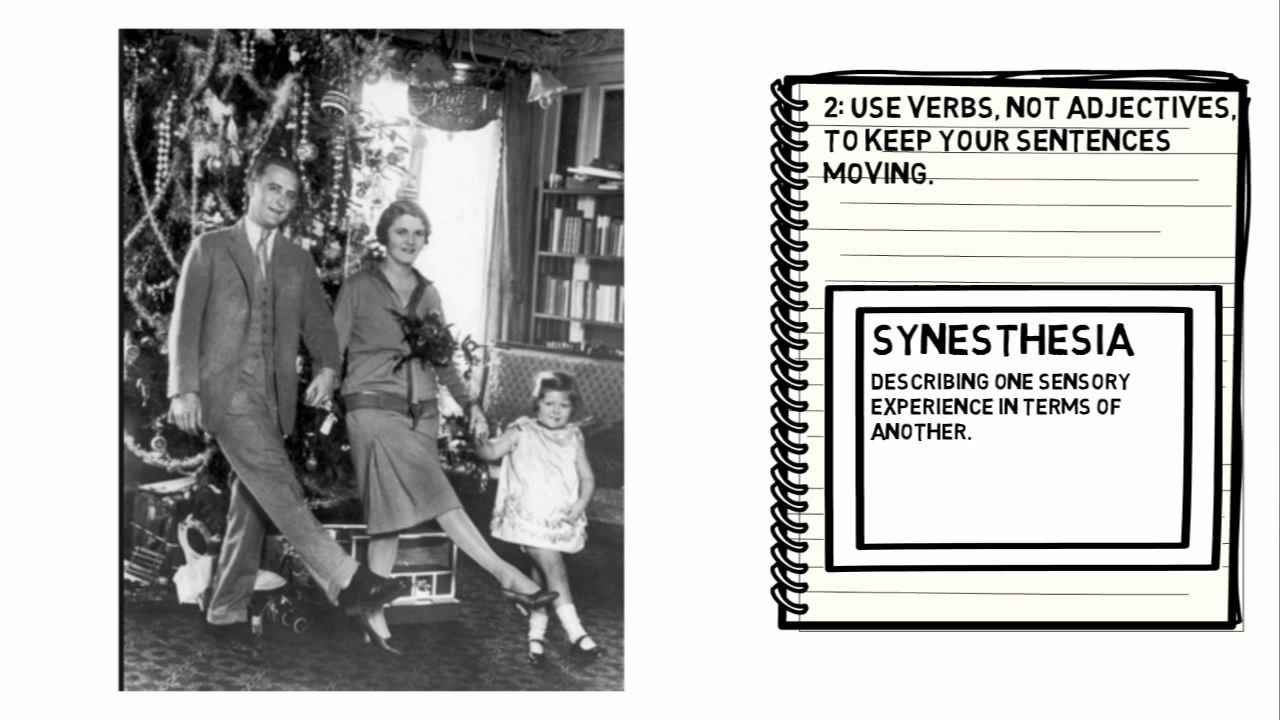 2: USE VERBS, NOT ADJECTIVES,
TO KEEP YOUR SENTENCES
MOVING.
SYNESTHESIA
DESCRIBING ONE SENSORY
EXPERIENCE IN TERMS OF
ANOTHER.